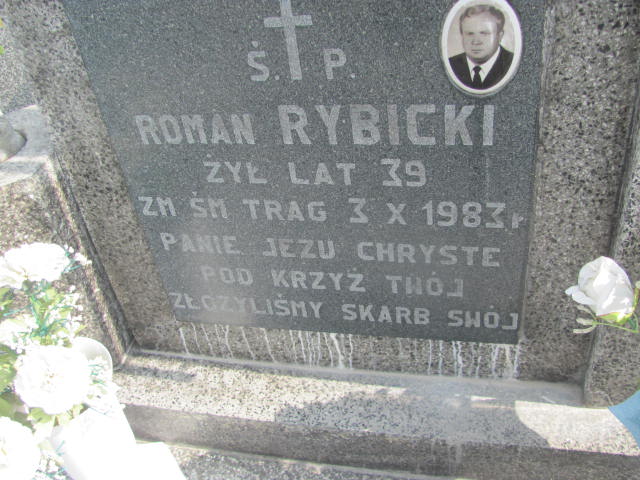 Ś. P.
ROMAN RYBICKI
ŻYŁ LAT 39
ZM ŚM TRAG 3 X 1983 r
PANIE JEZU CHRYSTE
POD KRZYŻ TWÓJ
ZŁOŻYLIŚMY SKARB SWÓJ